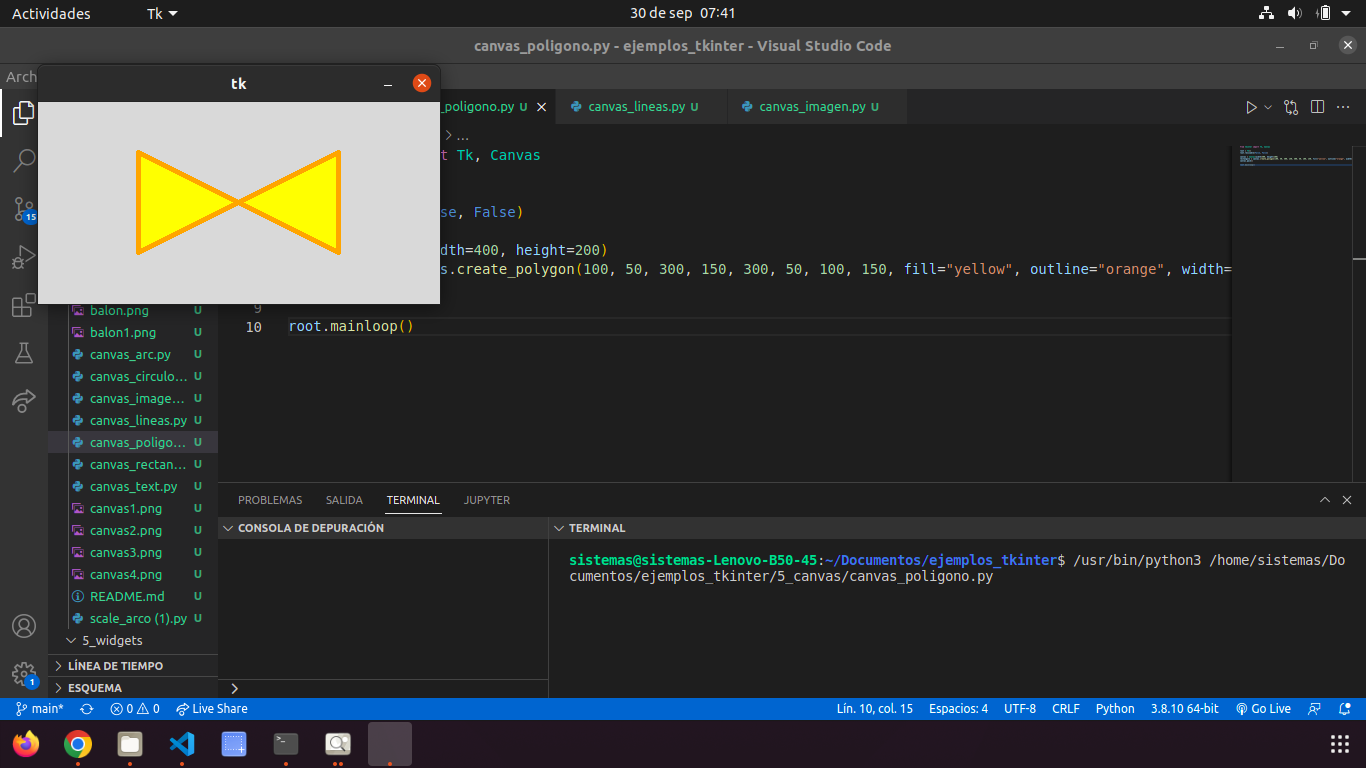 Actividades Tk 30 de sep 07:41
canvas_poligono.py - ejemplos_tkinter - Visual Studio Code
Arch
tk
_poligono.py U canvas_lineas.py U canvas_imagen.py U
> ...
t Tk, Canvas
se, False)
dth=400, height=200)
s.create_polygon(100, 50, 300, 150, 300, 50, 100, 150, fill="yellow", outline="orange", width=
9
10 root.mainloop()
15
balon.png U
balon1.png U
canvas_arc.py U
canvas_circulo... U
canvas_image... U
canvas_lineas.py U
canvas_poligo... U
canvas_rectan... U
canvas_text.py U
canvas1.png U
canvas2.png U
canvas3.png U
canvas4.png U
README.md U
scale_arco (1).py U
5_widgets
LÍNEA DE TIEMPO
ESQUEMA
1
PROBLEMAS SALIDA TERMINAL JUPYTER
CONSOLA DE DEPURACIÓN
TERMINAL
sistemas@sistemas-Lenovo-B50-45:~/Documentos/ejemplos_tkinter$ /usr/bin/python3 /home/sistemas/Do
cumentos/ejemplos_tkinter/5_canvas/canvas_poligono.py
main* 0 0 Live Share Lín. 10, col. 15 Espacios: 4 UTF-8 CRLF Python 3.8.10 64-bit Go Live